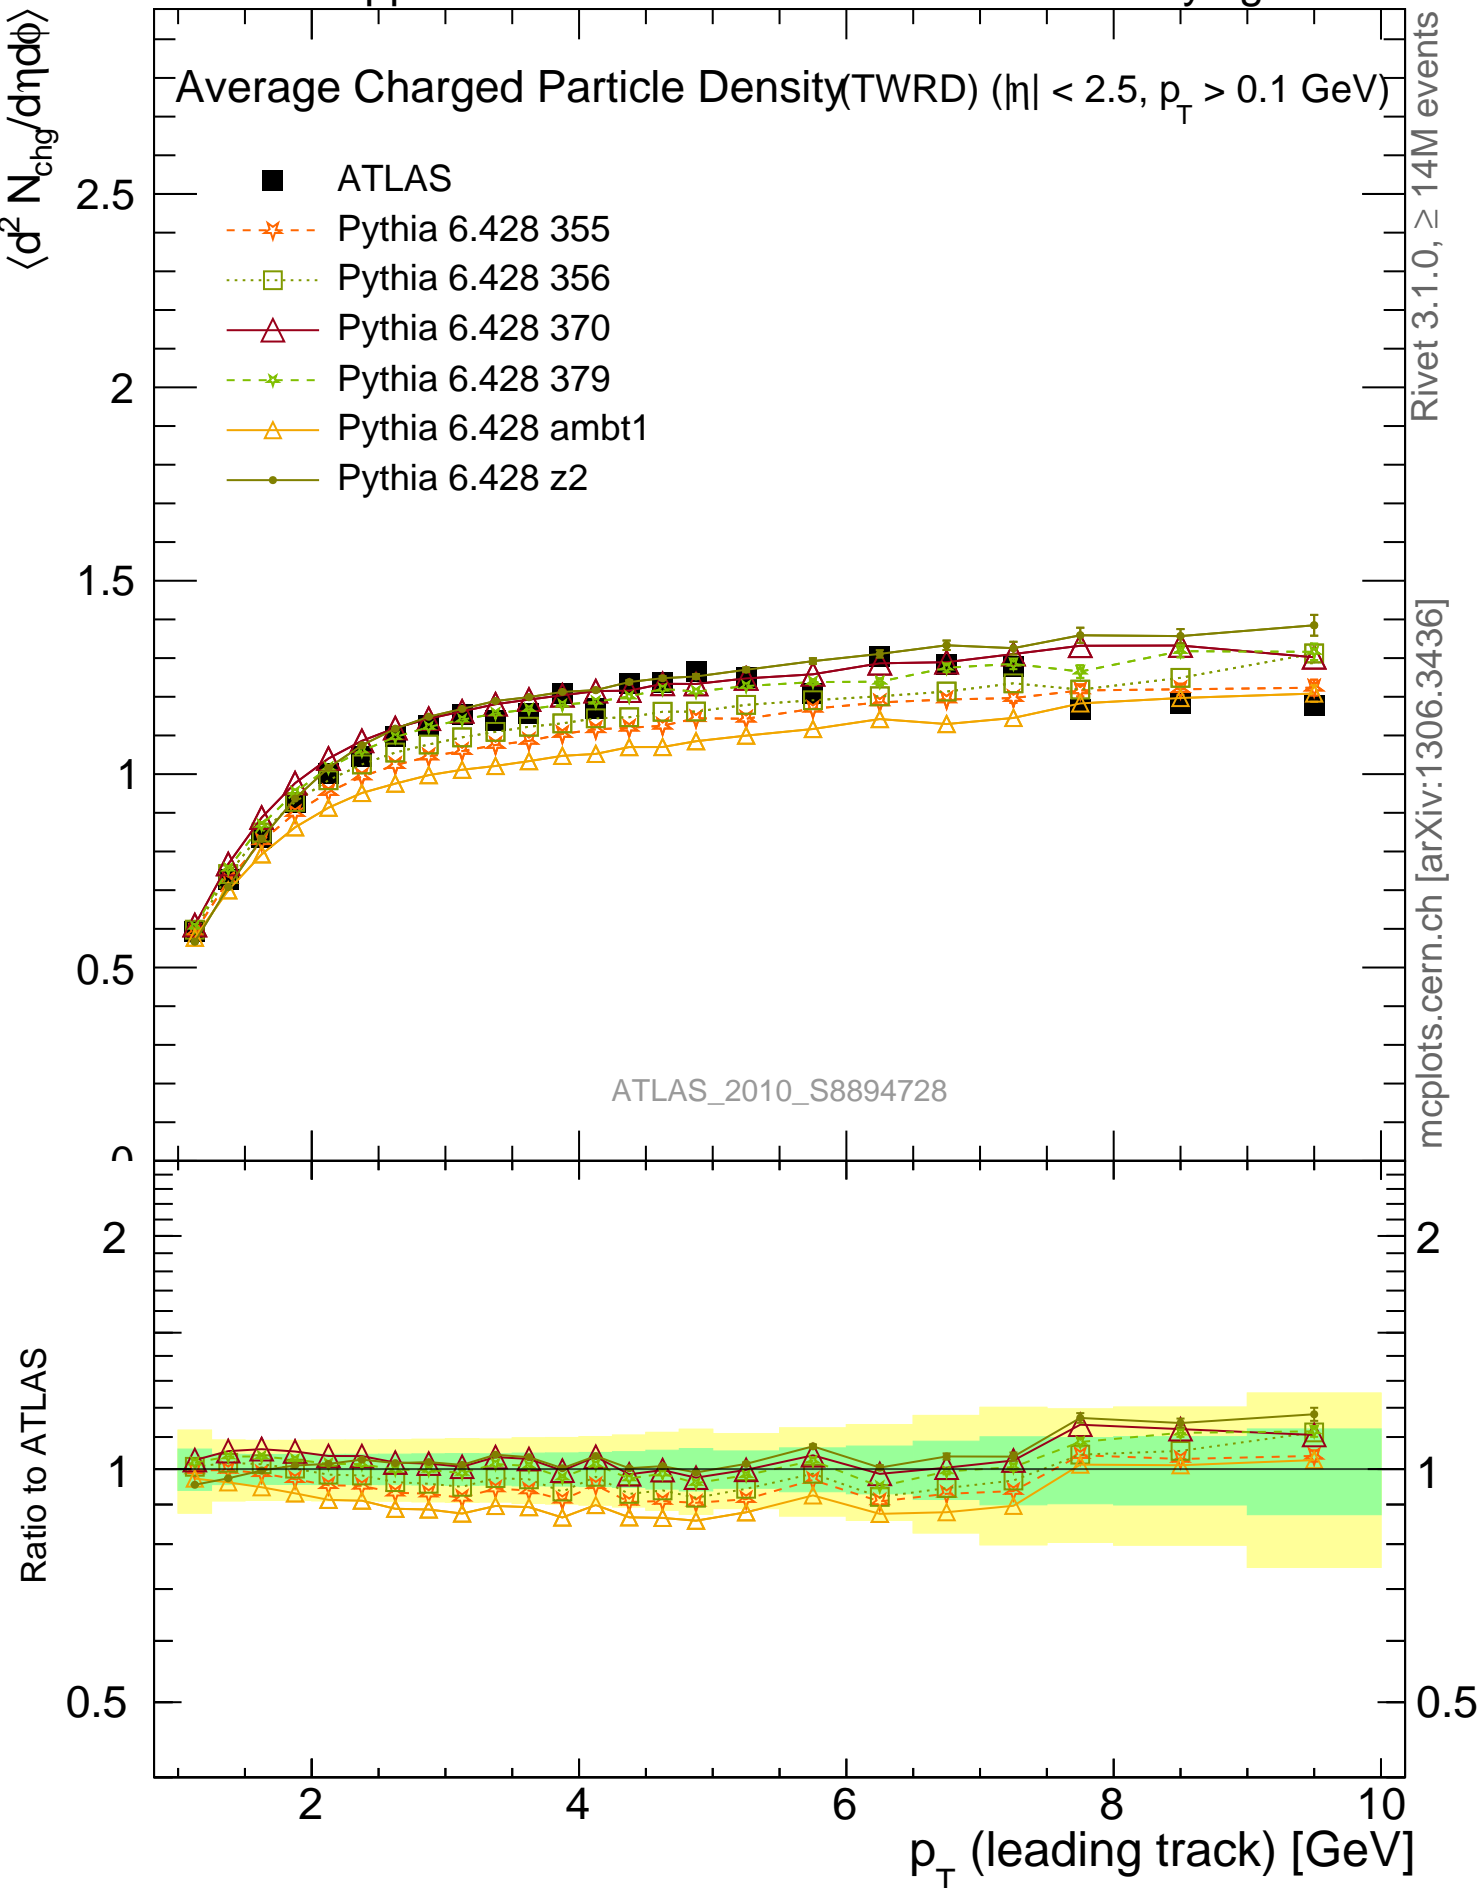 ⟨d² N_chg/dηdϕ⟩
Average Charged Particle Density (TWRD) (|η| < 2.5, p_T > 0.1 GeV)
ATLAS
Pythia 6.428 355
Pythia 6.428 356
Pythia 6.428 370
Pythia 6.428 379
Pythia 6.428 ambt1
Pythia 6.428 z2
2.5
2
1.5
1
0.5
0
ATLAS_2010_S8894728
Rivet 3.1.0, ≥ 14M events
mcplots.cern.ch [arXiv:1306.3436]
Ratio to ATLAS
2
1
0.5
2
1
0.5
2 4 6 8 10
p_T (leading track) [GeV]